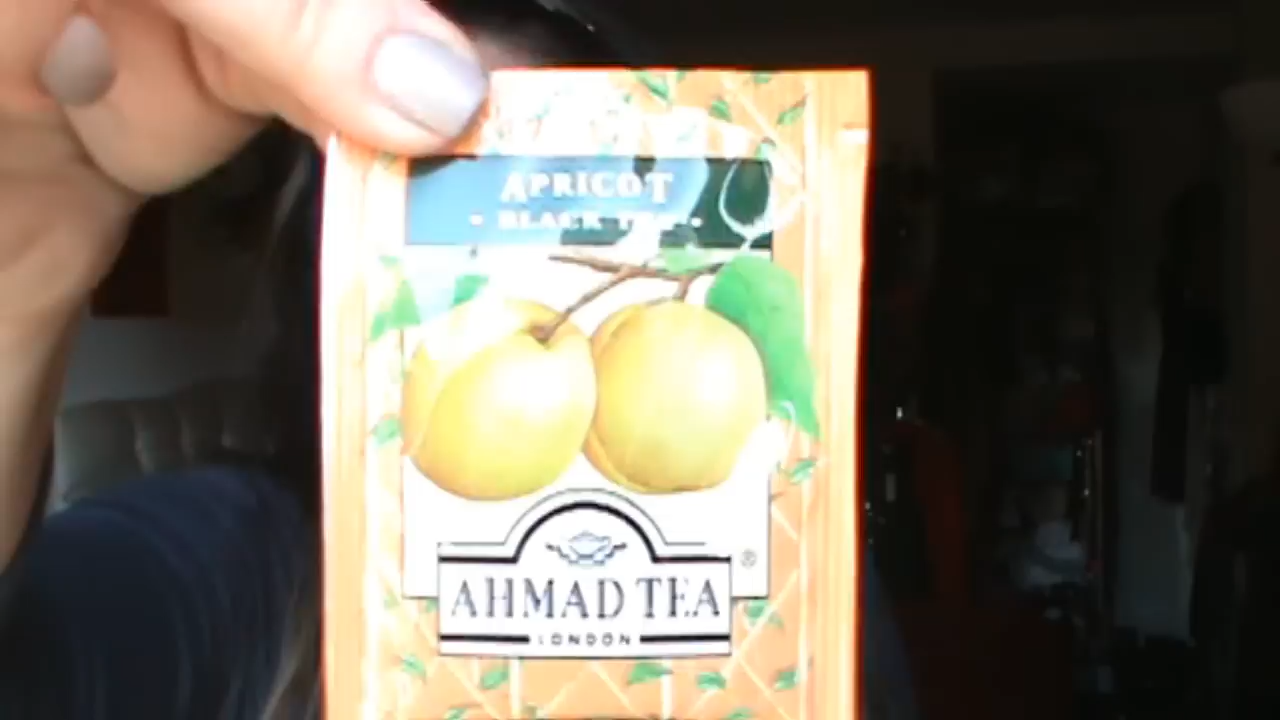 APRICOT
• BLACK TEA •
AHMAD TEA
®
LONDON